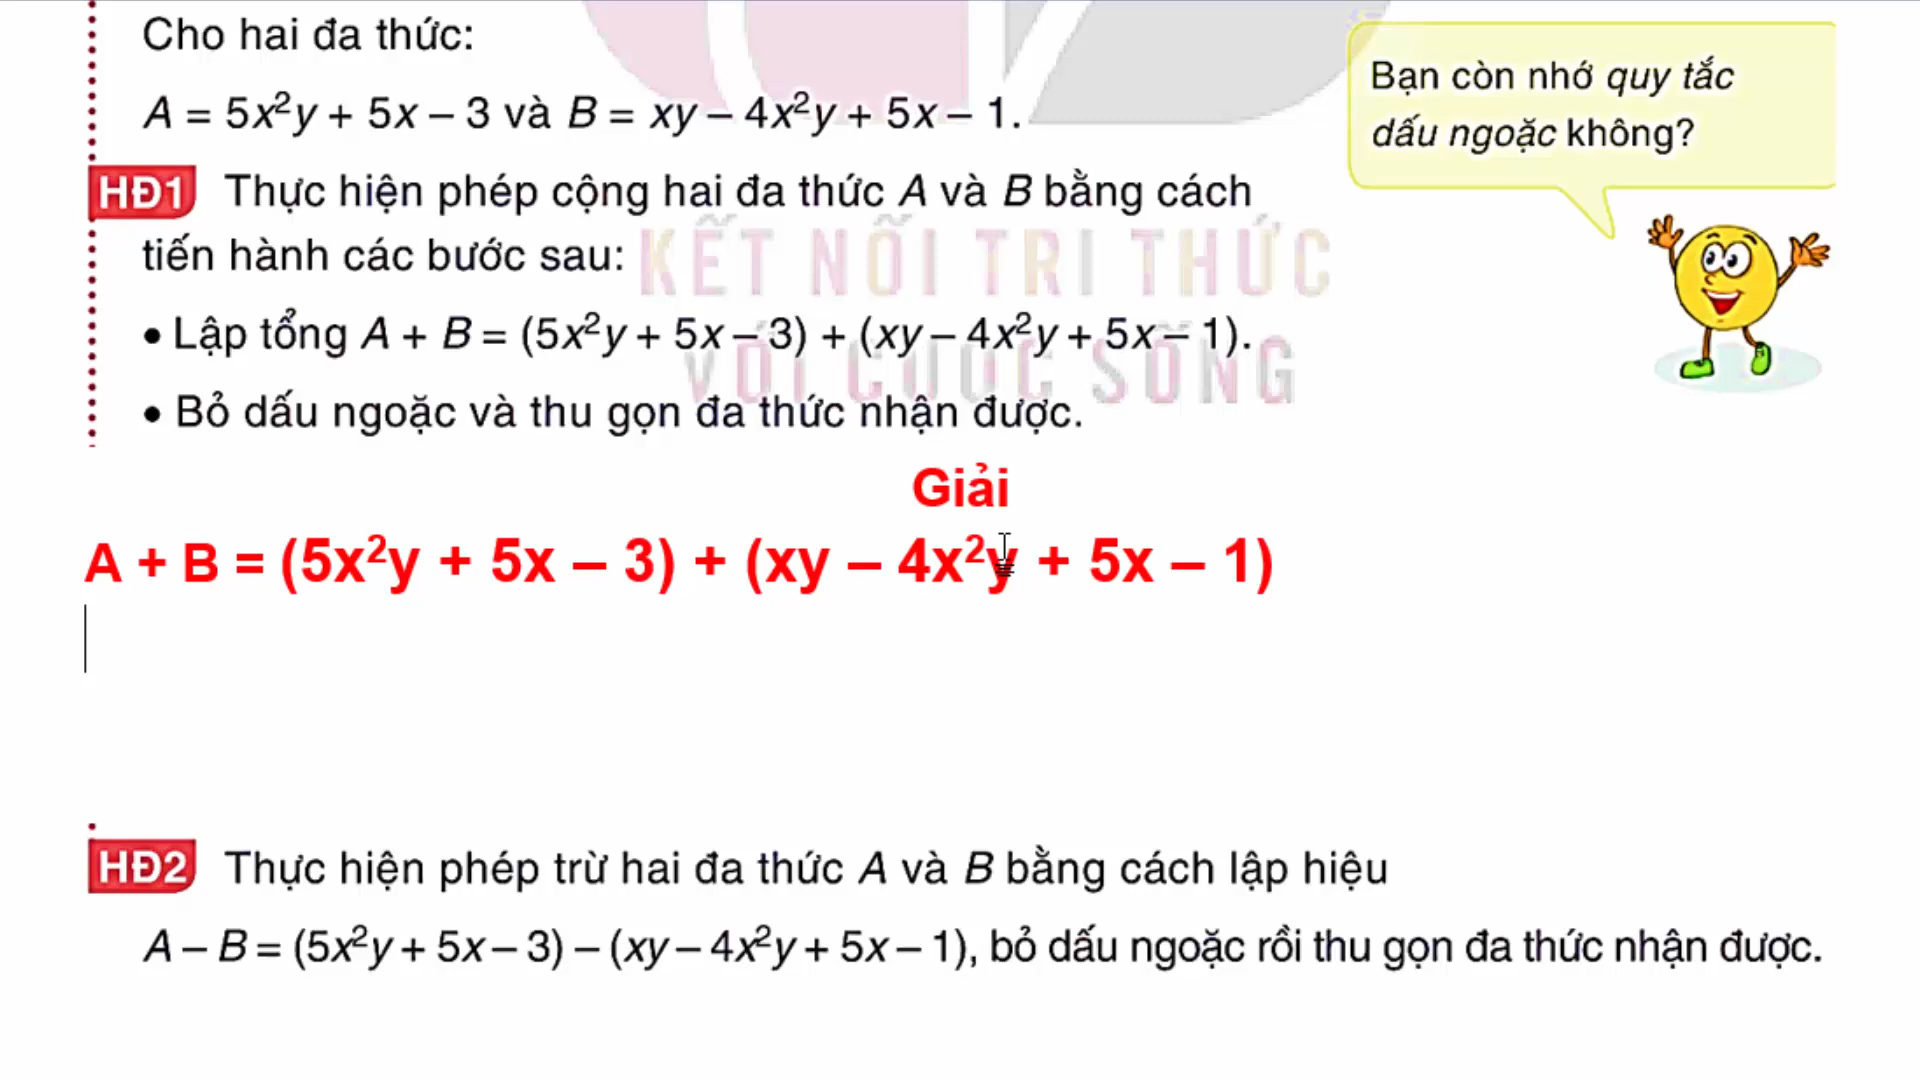 Cho hai đa thức:
A = 5x²y + 5x – 3 và B = xy – 4x²y + 5x – 1.
Bạn còn nhớ quy tắc
dấu ngoặc không?
HĐ1 Thực hiện phép cộng hai đa thức A và B bằng cách
tiến hành các bước sau:
KẾT NỐI TRI THỨC
• Lập tổng A + B = (5x²y + 5x – 3) + (xy – 4x²y + 5x – 1).
VỚI CUỘC SỐNG
• Bỏ dấu ngoặc và thu gọn đa thức nhận được.
Giải
A + B = (5x²y + 5x – 3) + (xy – 4x²y + 5x – 1)
HĐ2 Thực hiện phép trừ hai đa thức A và B bằng cách lập hiệu
A – B = (5x²y + 5x – 3) – (xy – 4x²y + 5x – 1), bỏ dấu ngoặc rồi thu gọn đa thức nhận được.